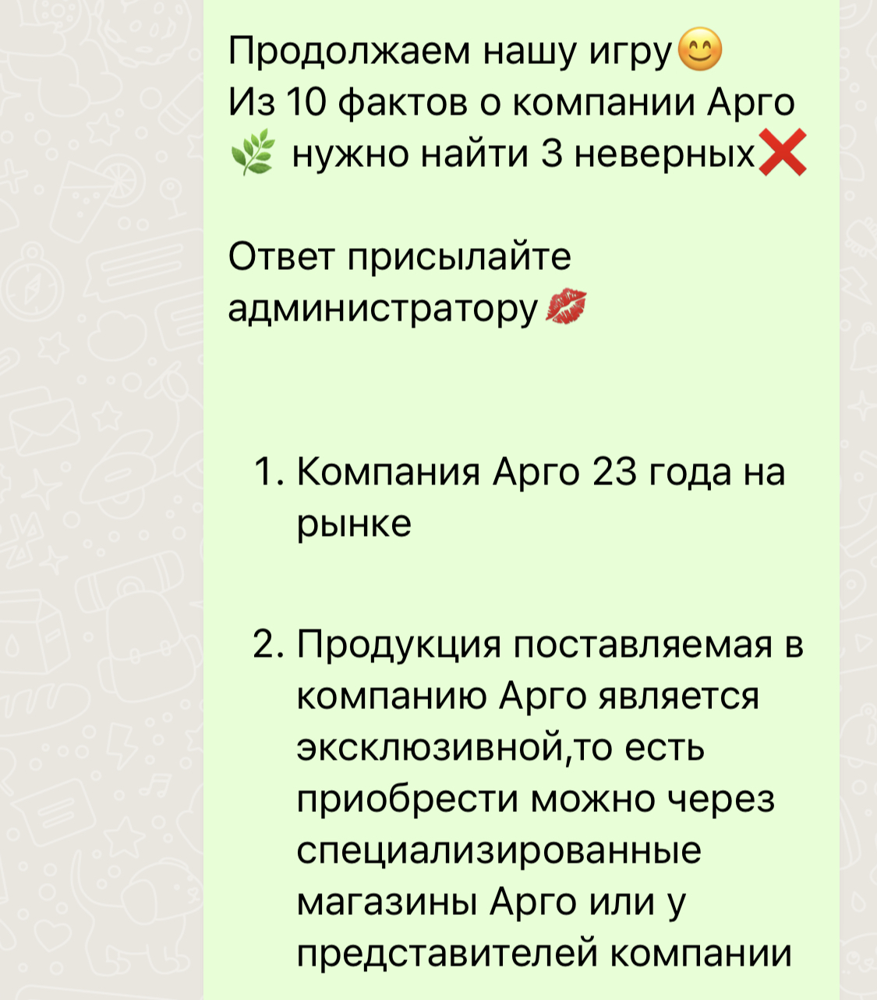 Продолжаем нашу игру😊
Из 10 фактов о компании Арго
🌿 нужно найти 3 неверных❌
Ответ присылайте
администратору💋
1. Компания Арго 23 года на
рынке
2. Продукция поставляемая в
компанию Арго является
эксклюзивной,то есть
приобрести можно через
специализированные
магазины Арго или у
представителей компании